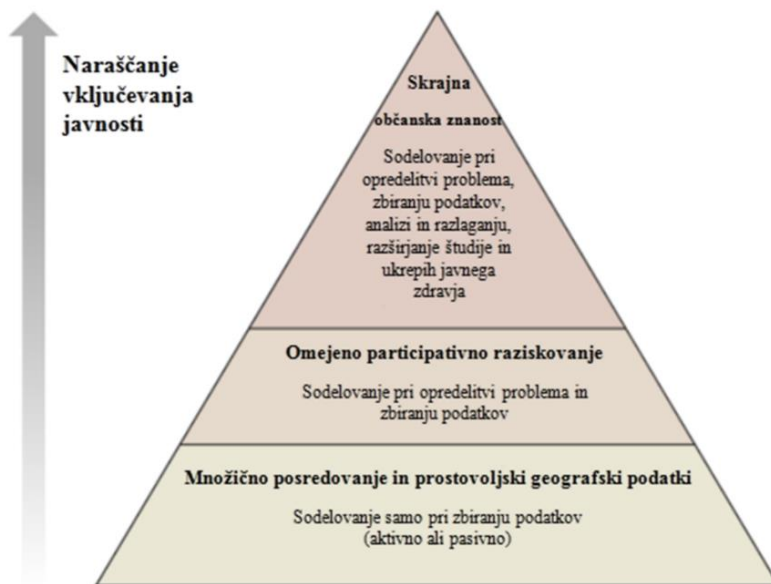 Naraščanje
vključevanja
javnosti
Skrajna
občanska znanost
Sodelovanje pri
opredelitvi problema,
zbiranju podatkov,
analizi in razlaganju,
razširjanje študije in
ukrepih javnega
zdravja
Omejeno participativno raziskovanje
Sodelovanje pri opredelitvi problema in
zbiranju podatkov
Množično posredovanje in prostovoljski geografski podatki
Sodelovanje samo pri zbiranju podatkov
(aktivno ali pasivno)